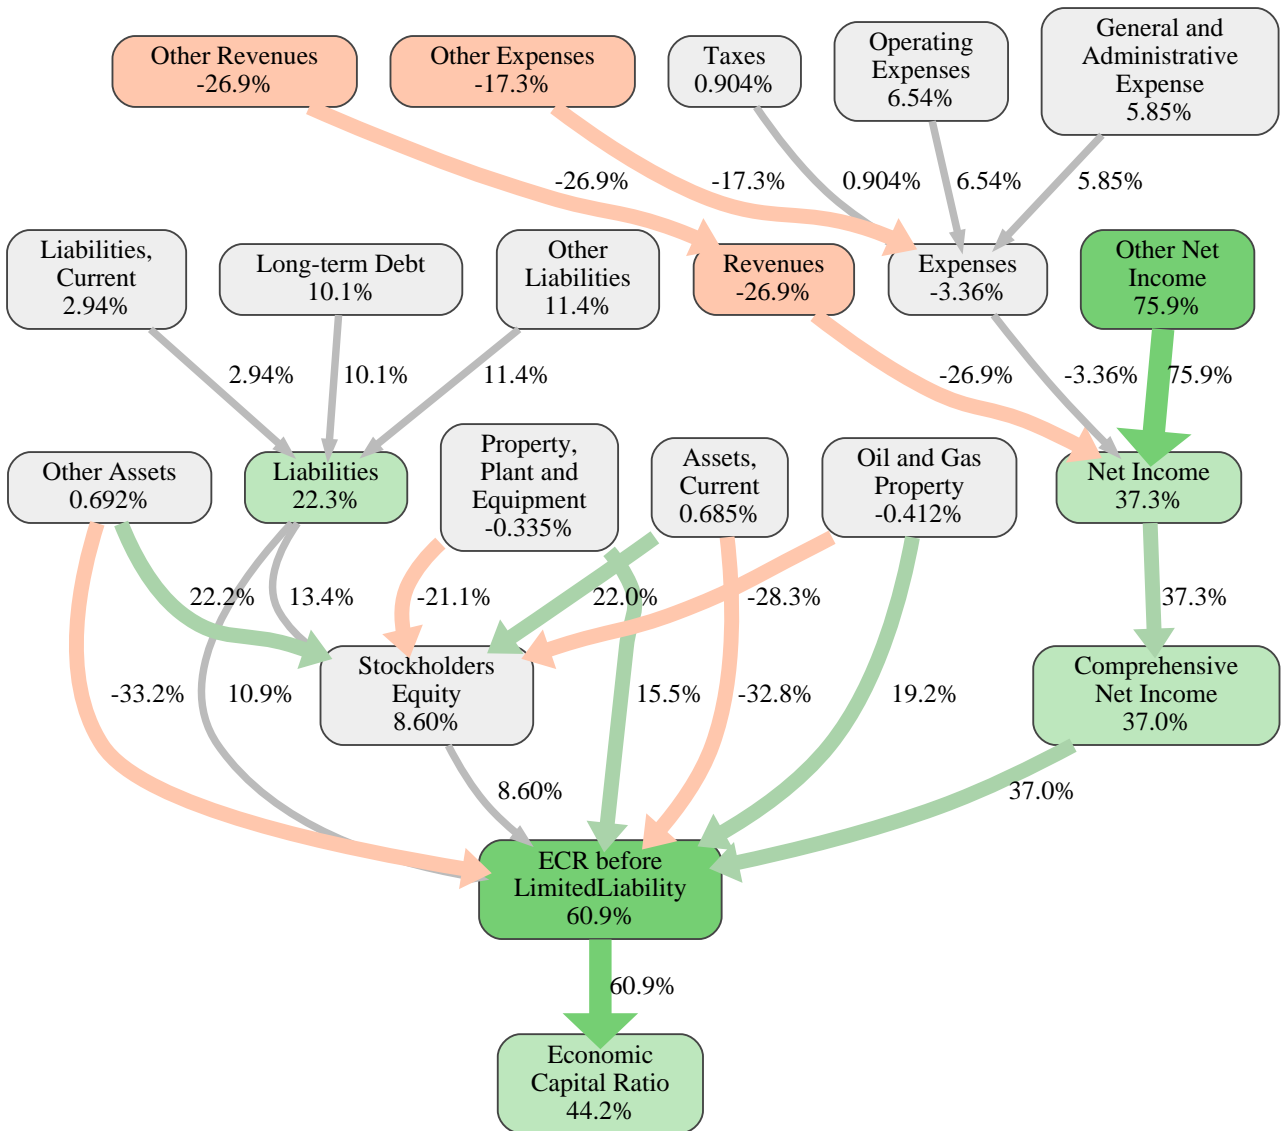 Other Revenues
-26.9%
Other Expenses
-17.3%
Taxes
0.904%
Operating
Expenses
6.54%
General and
Administrative
Expense
5.85%
-26.9%
-17.3%
0.904%
6.54%
5.85%
Liabilities,
Current
2.94%
Long-term Debt
10.1%
Other
Liabilities
11.4%
Revenues
-26.9%
Expenses
-3.36%
Other Net
Income
75.9%
2.94%
10.1%
11.4%
-26.9%
-3.36%
75.9%
Other Assets
0.692%
Liabilities
22.3%
Property,
Plant and
Equipment
-0.335%
Assets,
Current
0.685%
Oil and Gas
Property
-0.412%
Net Income
37.3%
22.2%
13.4%
-21.1%
22.0%
-28.3%
37.3%
Stockholders
Equity
8.60%
Comprehensive
Net Income
37.0%
-33.2%
10.9%
15.5%
-32.8%
19.2%
8.60%
37.0%
ECR before
LimitedLiability
60.9%
60.9%
Economic
Capital Ratio
44.2%